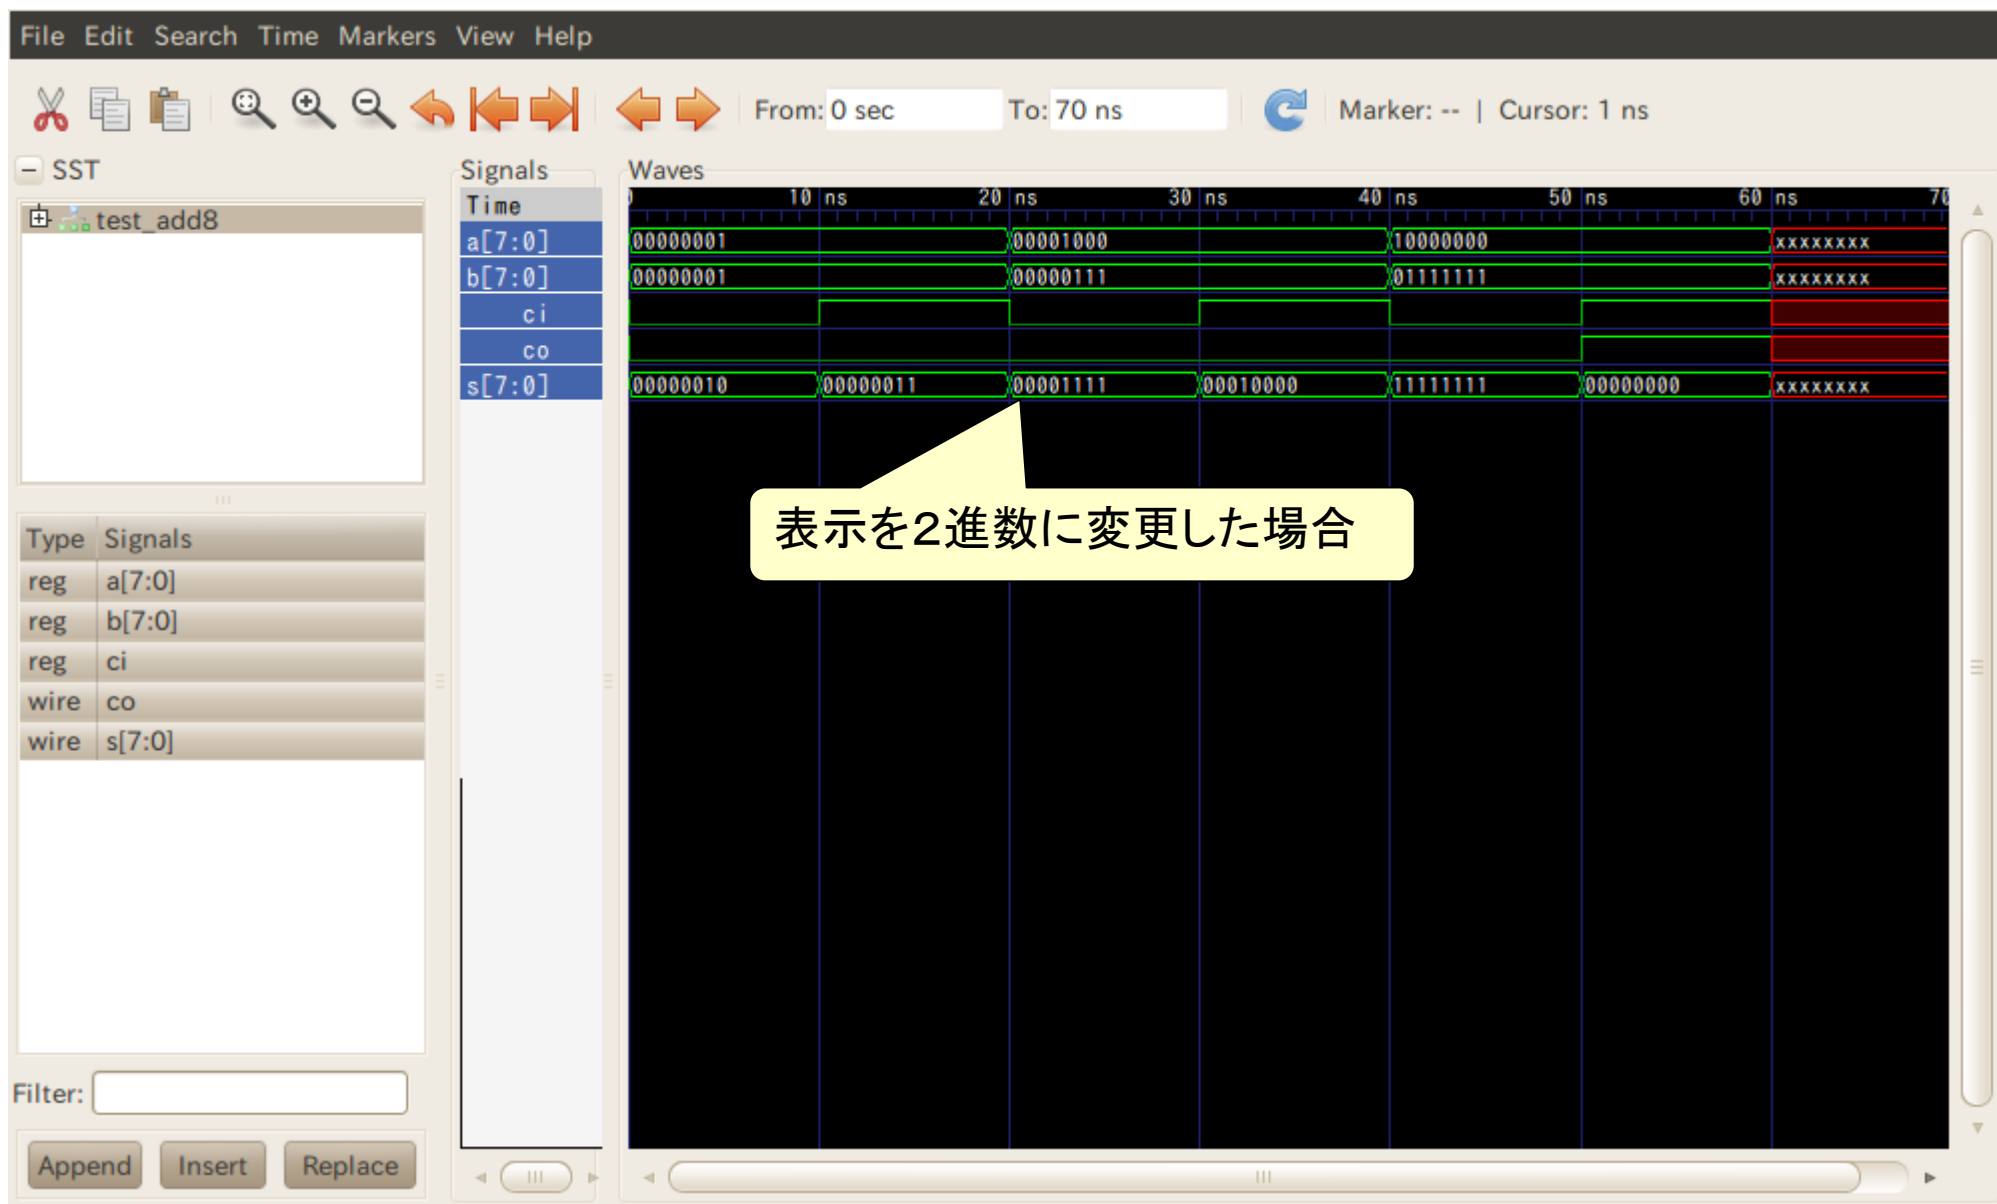 File Edit Search Time Markers View Help
From: 0 sec To: 70 ns Marker: -- | Cursor: 1 ns
SST
test_add8
Type Signals
reg a[7:0]
reg b[7:0]
reg ci
wire co
wire s[7:0]
Filter:
Append Insert Replace
Signals
Time
a[7:0]
b[7:0]
ci
co
s[7:0]
Waves
10 ns 20 ns 30 ns 40 ns 50 ns 60 ns 70
00000001 00001000 10000000 xxxxxxxx
00000001 00000111 01111111 xxxxxxxx
00000010 00000011 00001111 00010000 11111111 00000000 xxxxxxxx
表示を2進数に変更した場合